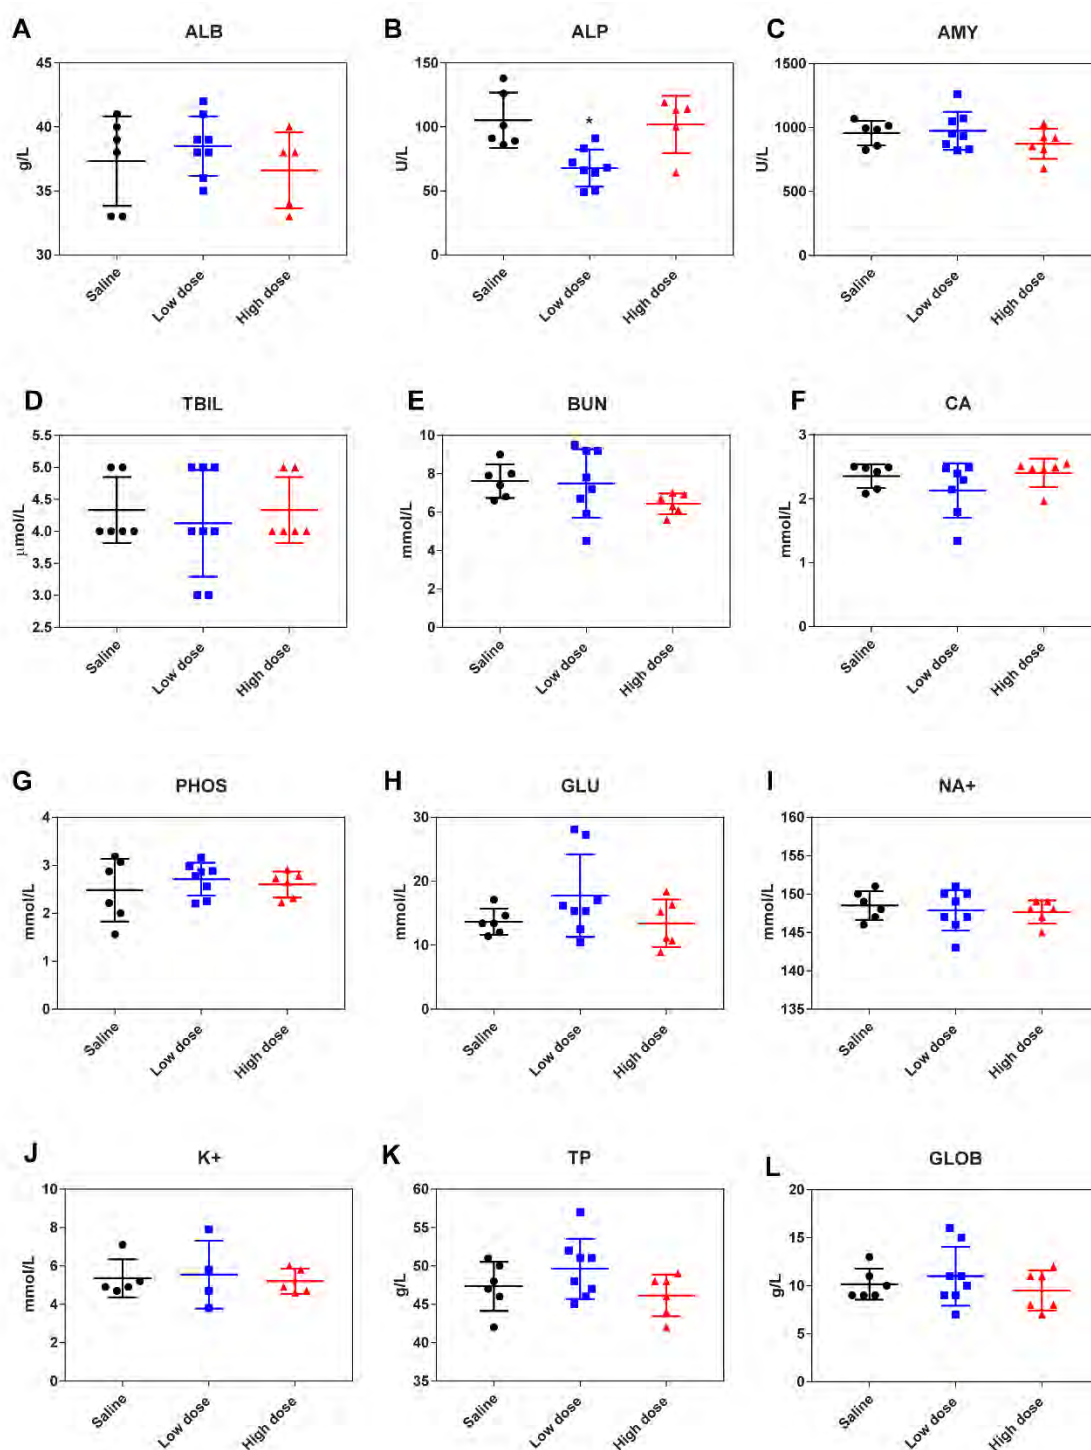 A
ALB
45
40
35
30
g/L
Saline
Low dose
High dose
B
ALP
150
100
50
0
U/L
*
Saline
Low dose
High dose
C
AMY
1500
1000
500
0
U/L
Saline
Low dose
High dose
D
TBIL
5.5
5.0
4.5
4.0
3.5
3.0
2.5
μmol/L
Saline
Low dose
High dose
E
BUN
10
8
6
4
2
0
mmol/L
Saline
Low dose
High dose
F
CA
3
2
1
0
mmol/L
Saline
Low dose
High dose
G
PHOS
4
3
2
1
0
mmol/L
Saline
Low dose
High dose
H
GLU
30
20
10
0
mmol/L
Saline
Low dose
High dose
I
NA+
160
155
150
145
140
135
mmol/L
Saline
Low dose
High dose
J
K+
10
8
6
4
2
0
mmol/L
Saline
Low dose
High dose
K
TP
60
55
50
45
40
35
g/L
Saline
Low dose
High dose
L
GLOB
20
15
10
5
0
g/L
Saline
Low dose
High dose